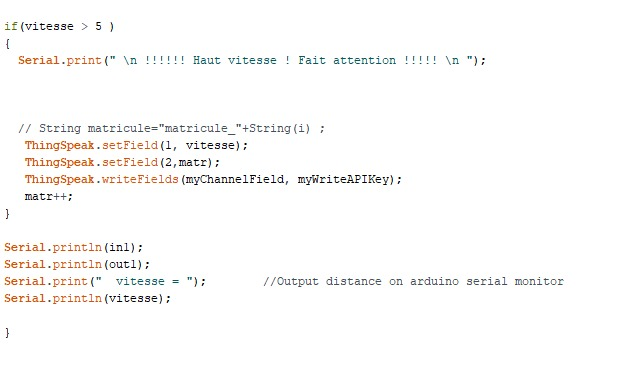 if(vitesse > 5 )
{
Serial.print(" \n !!!!!! Haut vitesse ! Fait attention !!!!! \n ");
// String matricule="matricule_"+String(i) ;
ThingSpeak.setField(1, vitesse);
ThingSpeak.setField(2,matr);
ThingSpeak.writeFields(myChannelField, myWriteAPIKey);
matr++;
}
Serial.println(in1);
Serial.println(out1);
Serial.print("  vitesse = ");        //Output distance on arduino serial monitor
Serial.println(vitesse);
}